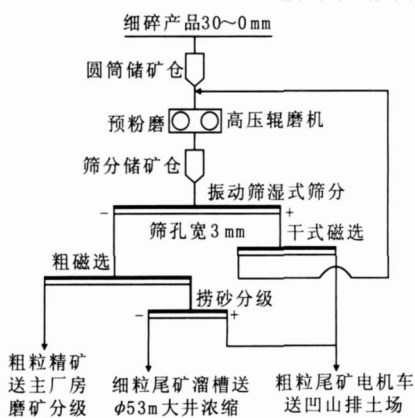 细碎产品30～0mm
圆筒储矿仓
预粉磨
高压辊磨机
筛分储矿仓
振动筛湿式筛分
－
+
筛孔宽3mm
干式磁选
粗磁选
捞砂分级
－
+
粗粒精矿
送主厂房
磨矿分级
细粒尾矿溜槽送
φ53m大井浓缩
粗粒尾矿电机车
送凹山排土场